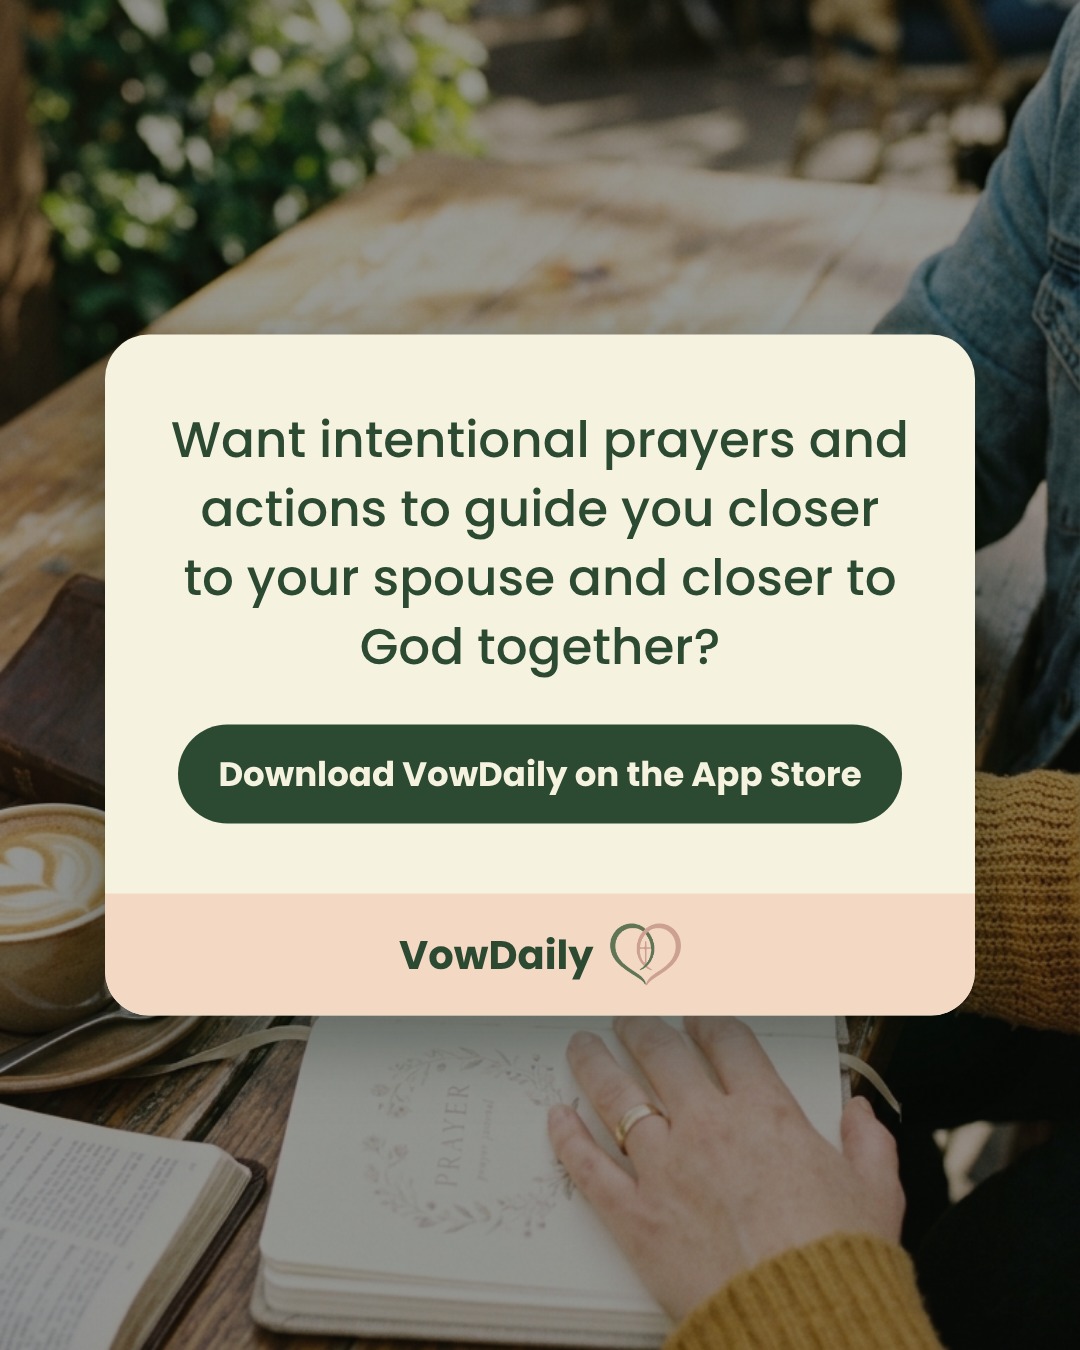 Want intentional prayers and
actions to guide you closer
to your spouse and closer to
God together?
Download VowDaily on the App Store
VowDaily
PRAYER